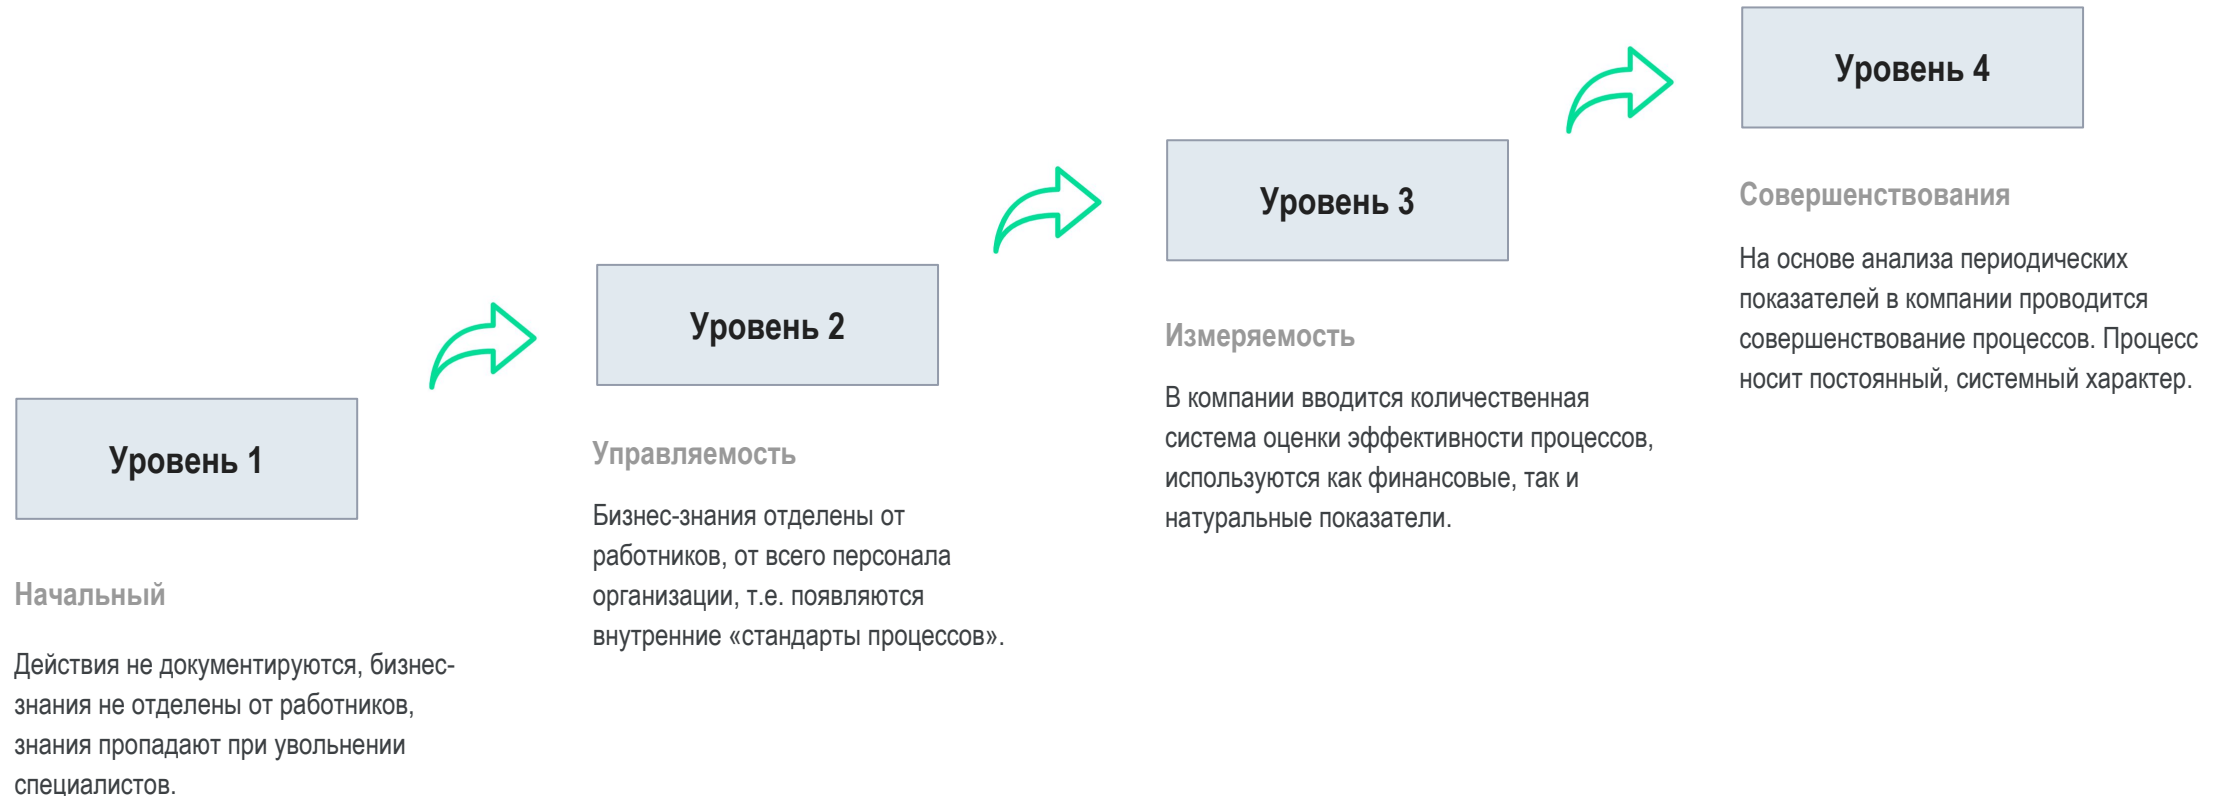 Уровень 1
Начальный
Действия не документируются, бизнес-
знания не отделены от работников,
знания пропадают при увольнении
специалистов.
Уровень 2
Управляемость
Бизнес-знания отделены от
работников, от всего персонала
организации, т.е. появляются
внутренние «стандарты процессов».
Уровень 3
Измеряемость
В компании вводится количественная
система оценки эффективности процессов,
используются как финансовые, так и
натуральные показатели.
Уровень 4
Совершенствования
На основе анализа периодических
показателей в компании проводится
совершенствование процессов. Процесс
носит постоянный, системный характер.